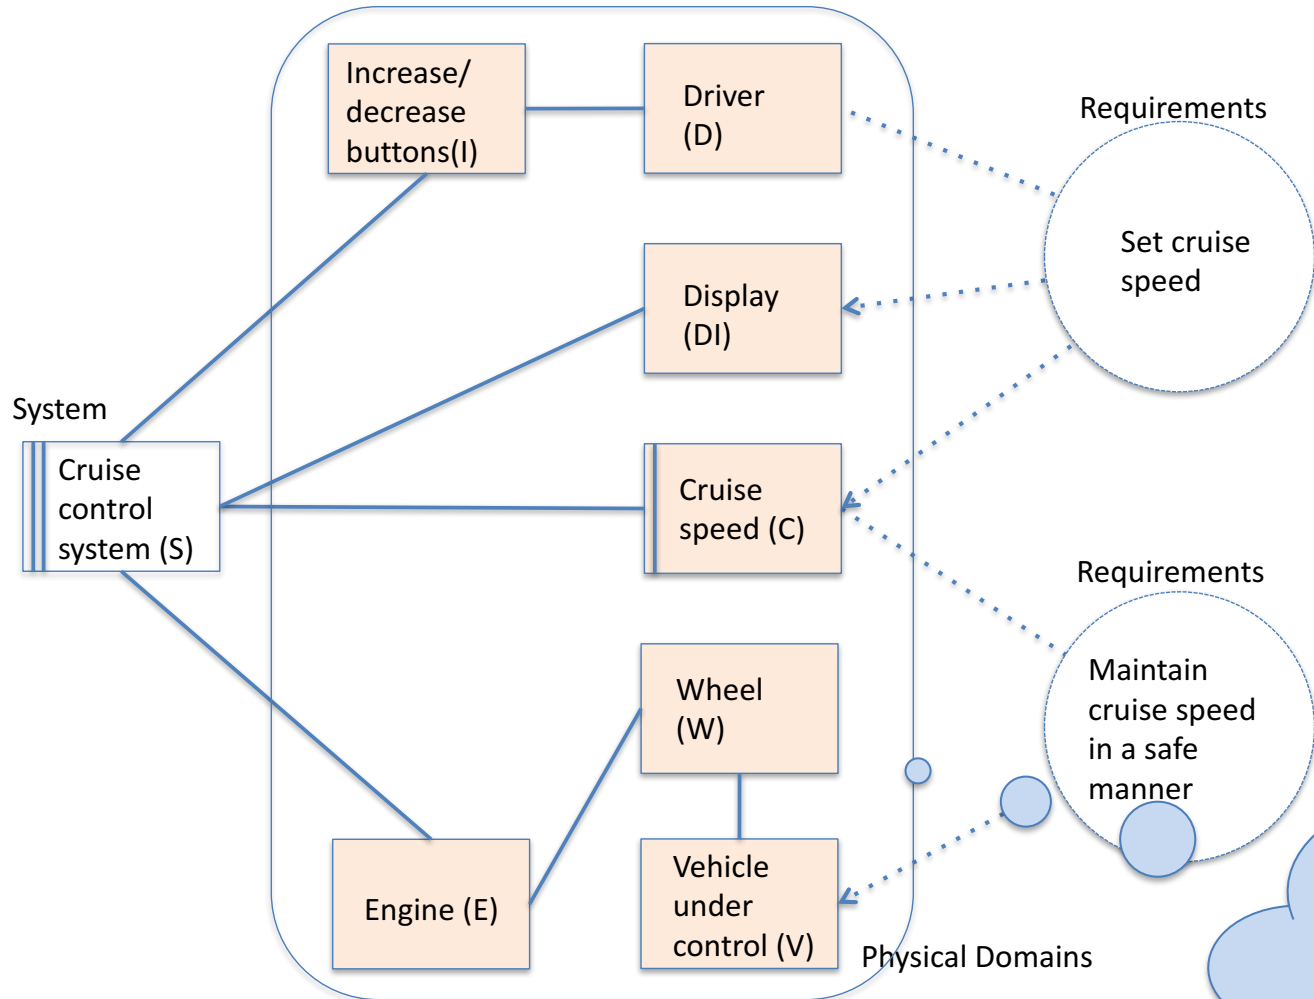 Increase/
decrease
buttons(I)
Driver
(D)
Requirements
Set cruise
speed
Display
(DI)
System
Cruise
control
system (S)
Cruise
speed (C)
Requirements
Maintain
cruise speed
in a safe
manner
Wheel
(W)
Engine (E)
Vehicle
under
control (V)
Physical Domains